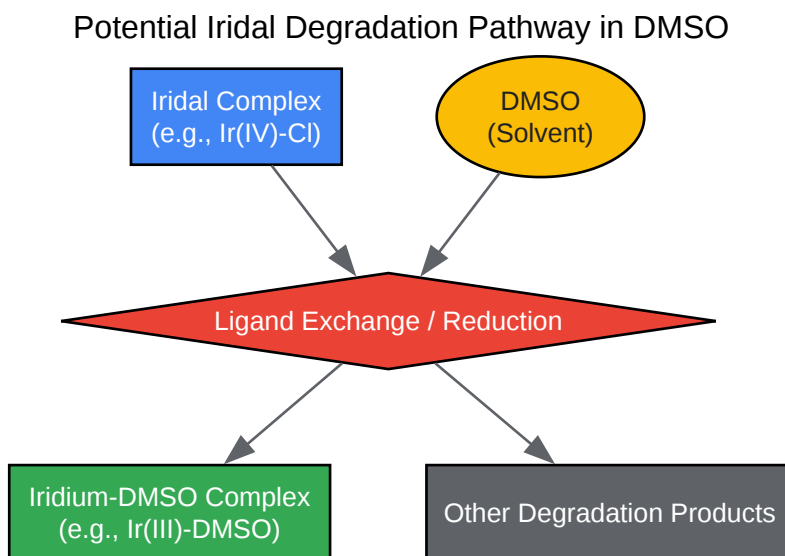 Potential Iridal Degradation Pathway in DMSO
Iridal Complex
(e.g., Ir(IV)-Cl)
DMSO
(Solvent)
Ligand Exchange / Reduction
Iridium-DMSO Complex
(e.g., Ir(III)-DMSO)
Other Degradation Products